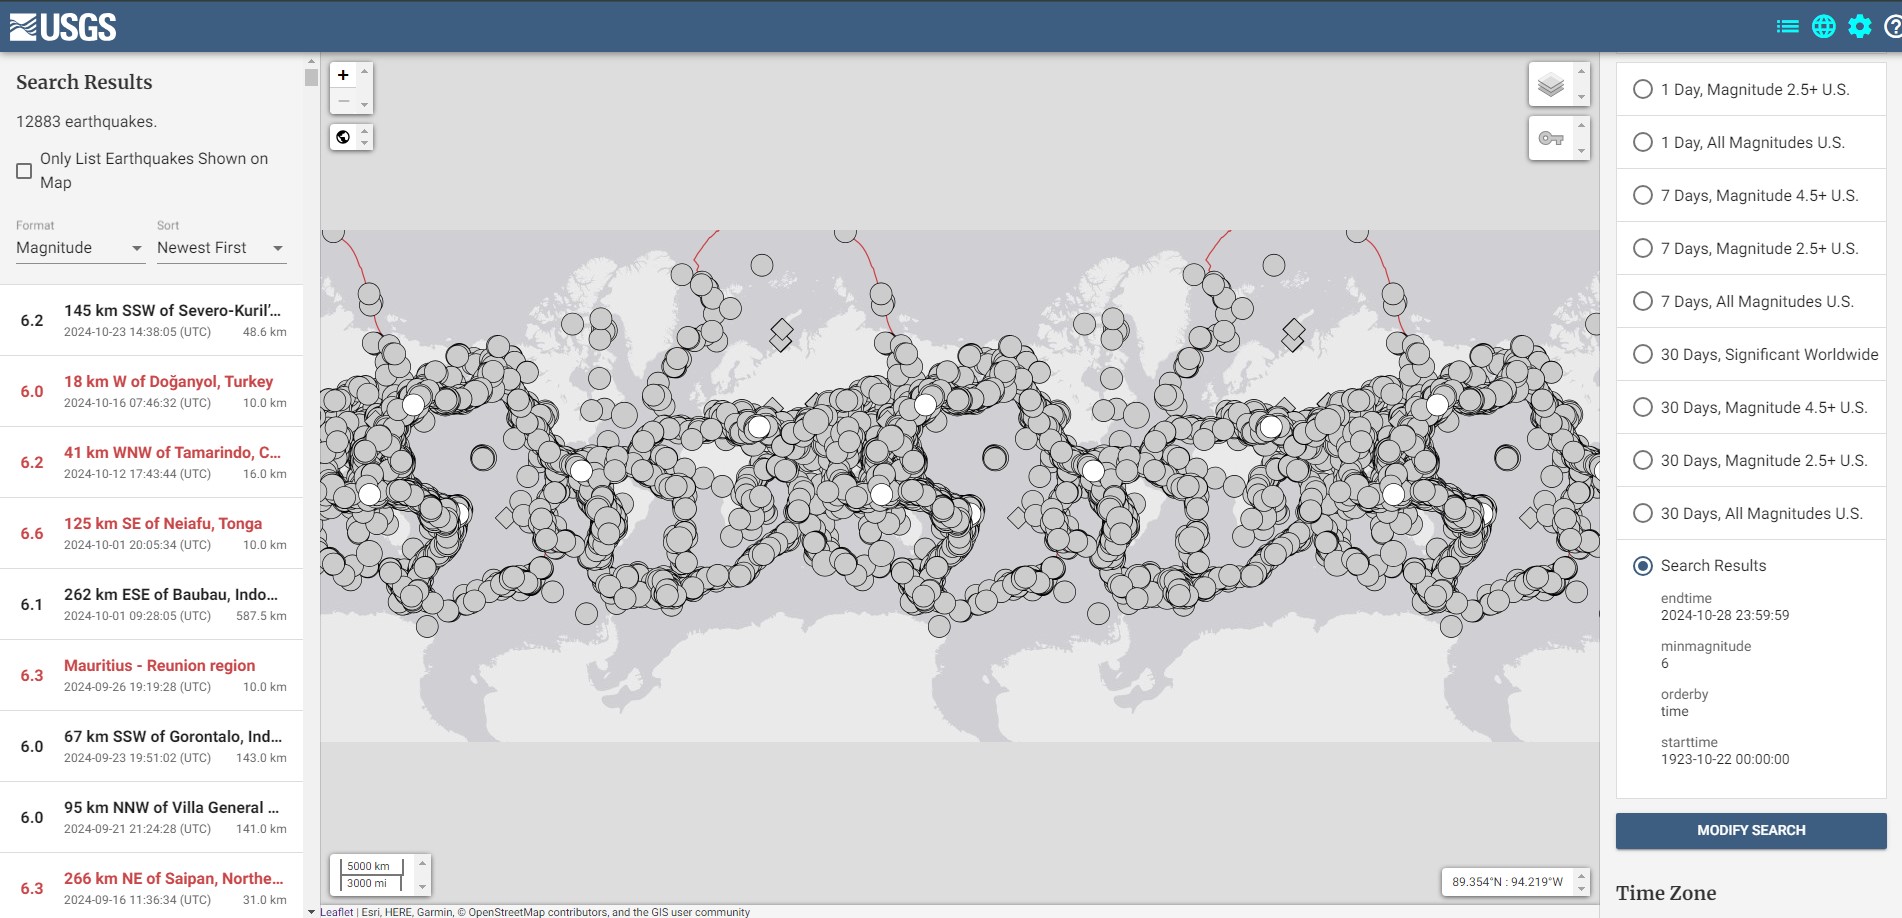 USGS
Search Results
12883 earthquakes.
Only List Earthquakes Shown on
Map
Format
Magnitude
Sort
Newest First
6.2
145 km SSW of Severo-Kuril'…
2024-10-23 14:38:05 (UTC)
48.6 km
6.0
18 km W of Doğanyol, Turkey
2024-10-16 07:46:32 (UTC)
10.0 km
6.2
41 km WNW of Tamarindo, C…
2024-10-12 17:43:44 (UTC)
16.0 km
6.6
125 km SE of Neiafu, Tonga
2024-10-01 20:05:34 (UTC)
10.0 km
6.1
262 km ESE of Baubau, Indo…
2024-10-01 09:28:05 (UTC)
587.5 km
6.3
Mauritius - Reunion region
2024-09-26 19:19:28 (UTC)
10.0 km
6.0
67 km SSW of Gorontalo, Ind…
2024-09-23 19:51:02 (UTC)
143.0 km
6.0
95 km NNW of Villa General …
2024-09-21 21:24:28 (UTC)
141.0 km
6.3
266 km NE of Saipan, Northe…
2024-09-16 11:36:34 (UTC)
31.0 km
+
−
5000 km
3000 mi
89.354°N : 94.219°W
Leaflet | Esri, HERE, Garmin, © OpenStreetMap contributors, and the GIS user community
1 Day, Magnitude 2.5+ U.S.
1 Day, All Magnitudes U.S.
7 Days, Magnitude 4.5+ U.S.
7 Days, Magnitude 2.5+ U.S.
7 Days, All Magnitudes U.S.
30 Days, Significant Worldwide
30 Days, Magnitude 4.5+ U.S.
30 Days, Magnitude 2.5+ U.S.
30 Days, All Magnitudes U.S.
Search Results
endtime
2024-10-28 23:59:59
minmagnitude
6
orderby
time
starttime
1923-10-22 00:00:00
MODIFY SEARCH
Time Zone